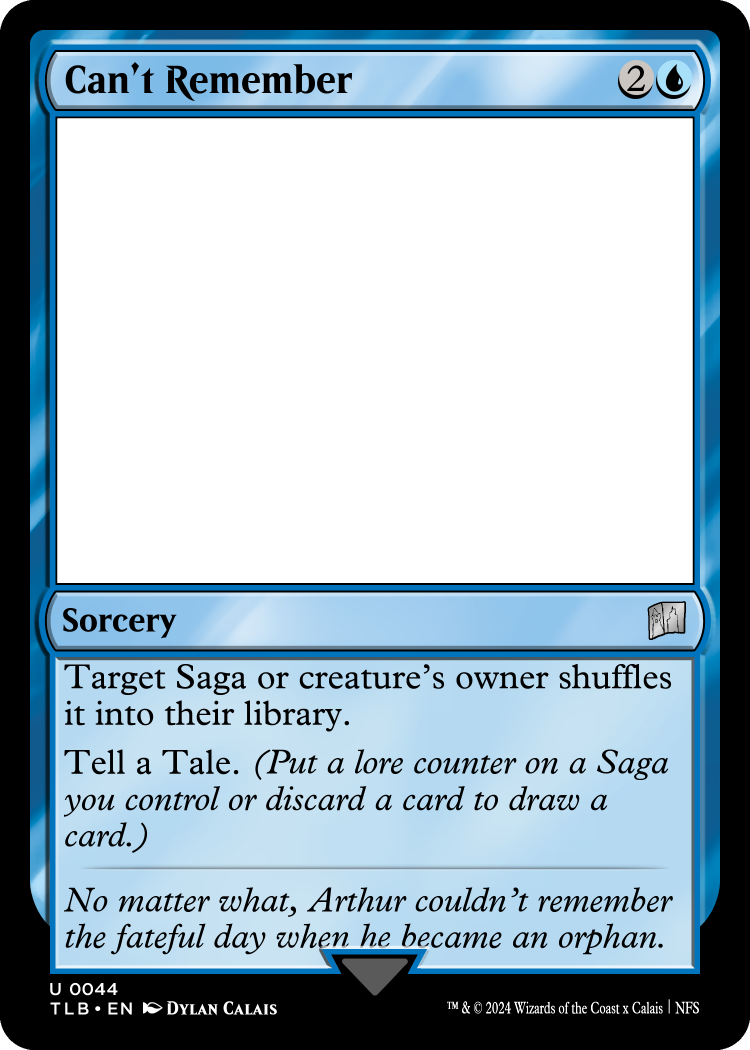 Can't Remember 2
Sorcery
Target Saga or creature's owner shuffles
it into their library.
Tell a Tale. (Put a lore counter on a Saga
you control or discard a card to draw a
card.)
No matter what, Arthur couldn't remember
the fateful day when he became an orphan.
U 0044
TLB • EN Dylan Calais
™ & © 2024 Wizards of the Coast x Calais | NFS